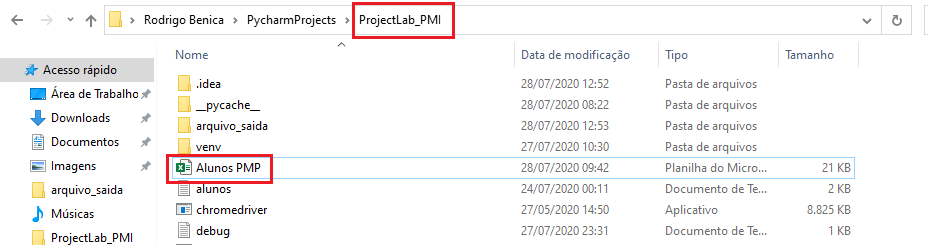 Rodrigo Benica > PycharmProjects > ProjectLab_PMI
Nome Data de modificação Tipo Tamanho
Acesso rápido
Área de Trabalho
Downloads
Documentos
Imagens
arquivo_saida
Músicas
ProjectLab_PMI
.idea 28/07/2020 12:52 Pasta de arquivos
__pycache__ 28/07/2020 08:22 Pasta de arquivos
arquivo_saida 28/07/2020 12:53 Pasta de arquivos
venv 27/07/2020 10:30 Pasta de arquivos
Alunos PMP 28/07/2020 09:42 Planilha do Micro... 21 KB
alunos 24/07/2020 00:11 Documento de Te... 2 KB
chromedriver 27/05/2020 14:50 Aplicativo 8.825 KB
debug 27/07/2020 23:31 Documento de Te... 1 KB